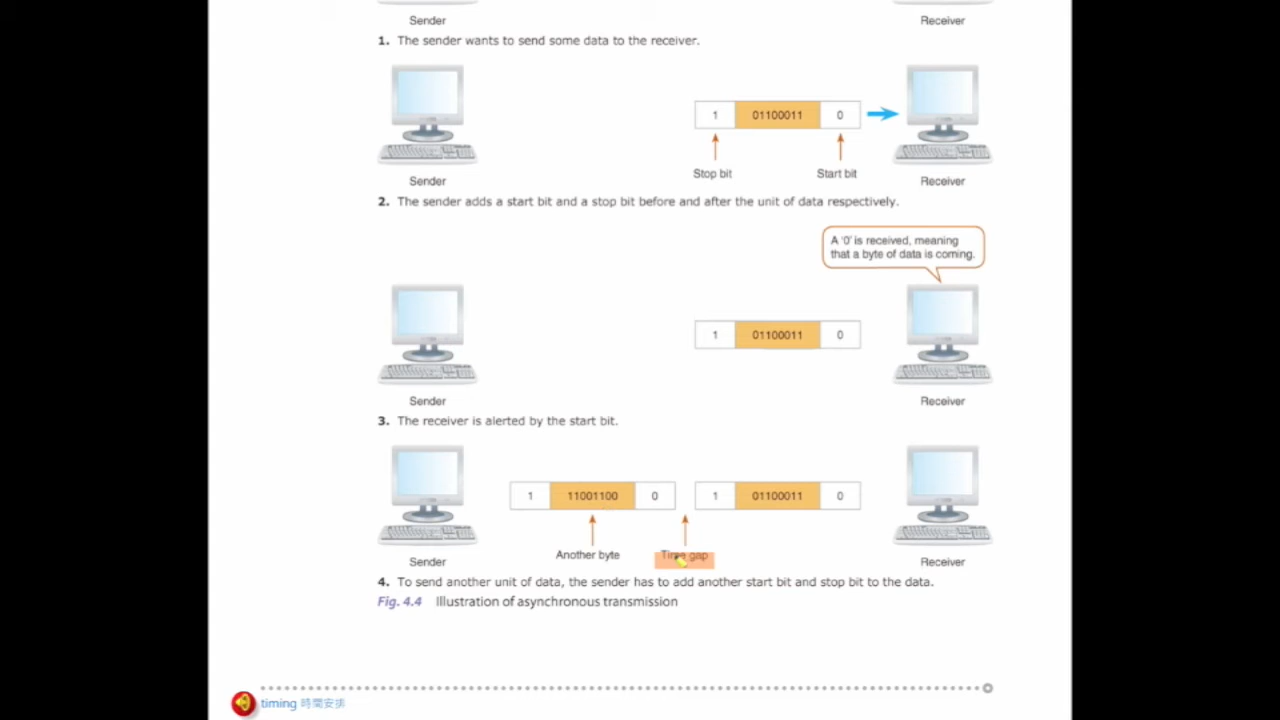 Sender
Receiver
1. The sender wants to send some data to the receiver.
1 01100011 0
Stop bit
Start bit
Sender
Receiver
2. The sender adds a start bit and a stop bit before and after the unit of data respectively.
A '0' is received, meaning
that a byte of data is coming.
1 01100011 0
Sender
Receiver
3. The receiver is alerted by the start bit.
1 11001100 0
1 01100011 0
Another byte
Time gap
Sender
Receiver
4. To send another unit of data, the sender has to add another start bit and stop bit to the data.
Fig. 4.4 Illustration of asynchronous transmission
timing 時間安排